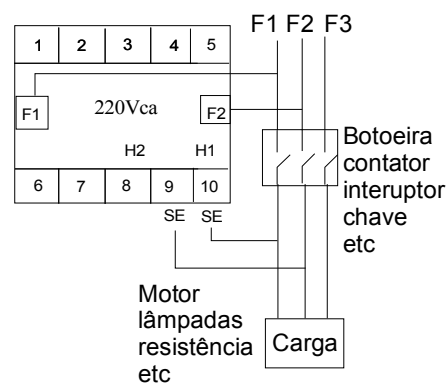 F1 F2 F3
1 2 3 4 5
F1 220Vca F2
H2 H1
6 7 8 9 10
SE SE
Botoeira
contator
interuptor
chave
etc
Motor
lâmpadas
resistência
etc
Carga